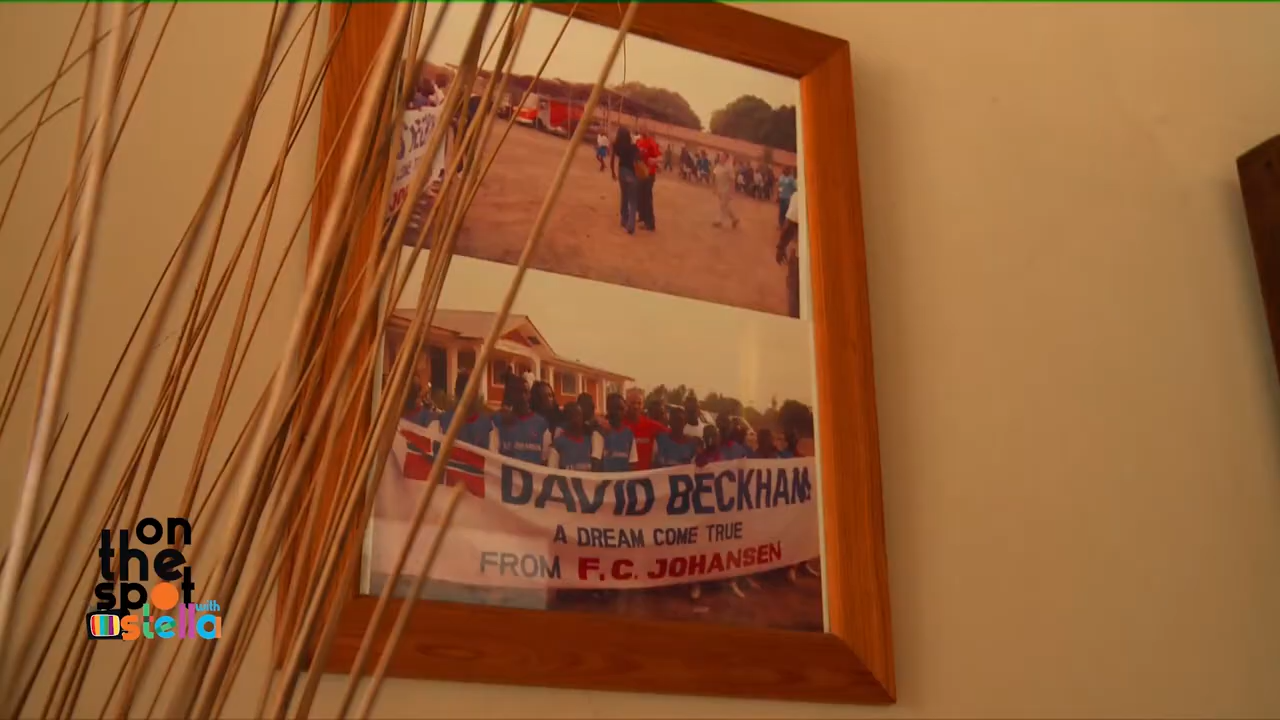 DAVID BECKHAM
A DREAM COME TRUE
FROM F.C. JOHANSEN
on
the
spot
with
stella